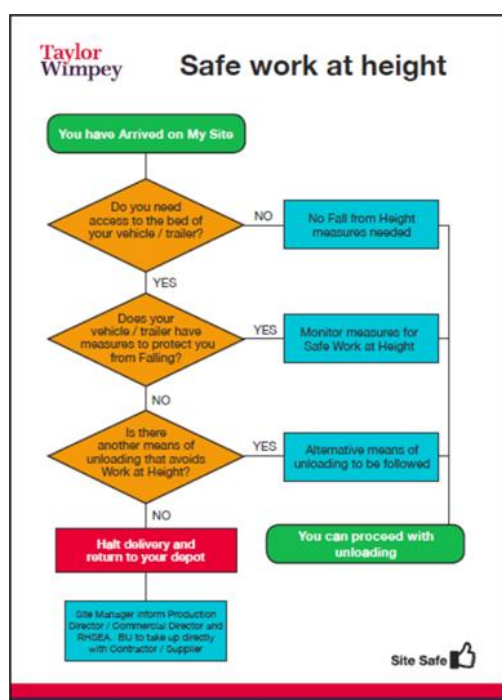 Taylor
Wimpey
Safe work at height
You have Arrived on My Site
Do you need
access to the bed of
your vehicle / trailer?
NO
No Fall from Height
measures needed
YES
Does your
vehicle / trailer have
measures to protect you
from Falling?
YES
Monitor measures for
Safe Work at Height
NO
Is there
another means of
unloading that avoids
Work at Height?
YES
Alternative means of
unloading to be followed
NO
Halt delivery and
return to your depot
You can proceed with
unloading
Site Manager inform Production
Director / Commercial Director and
RHSEA. BU to take up directly
with Contractor / Supplier
Site Safe